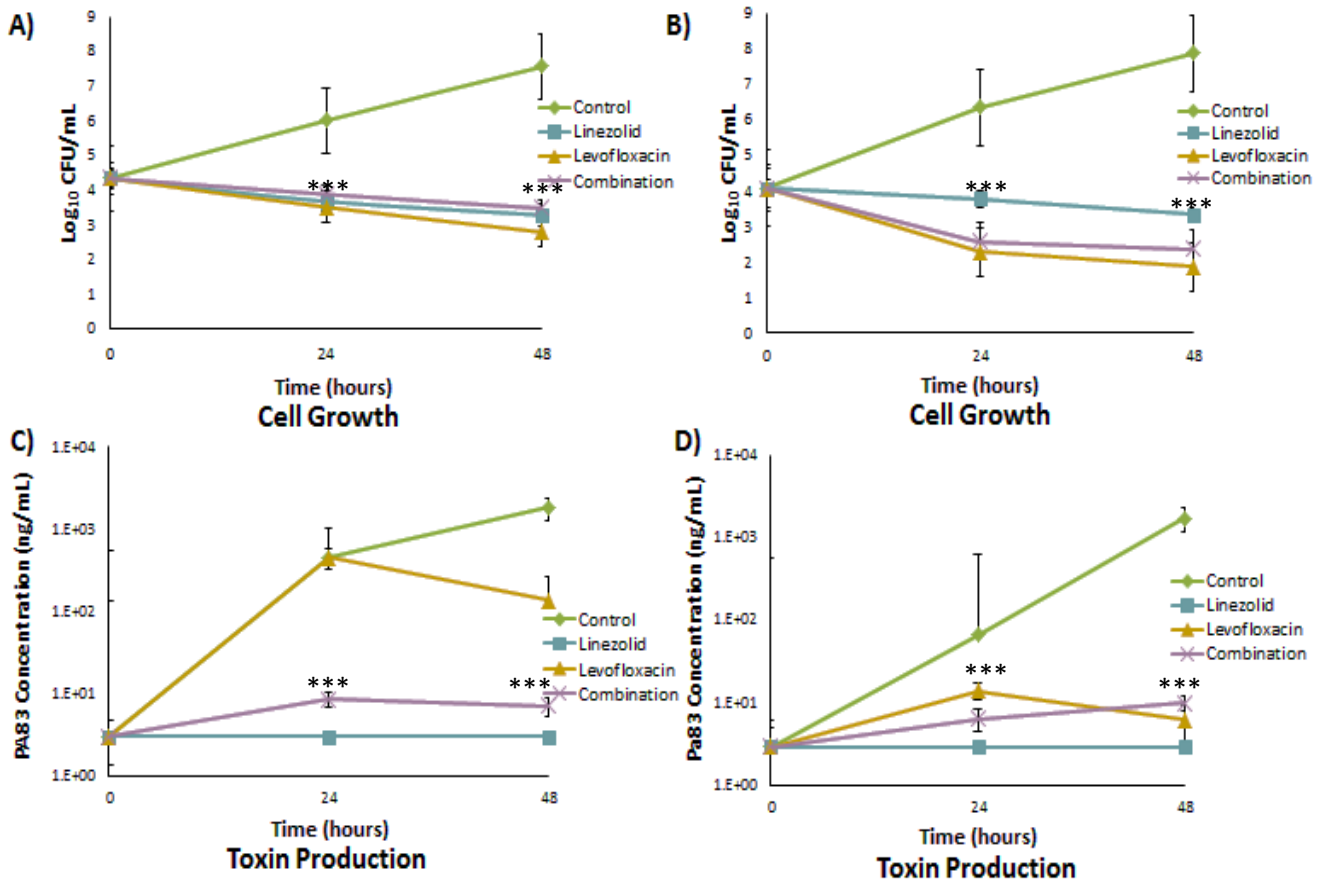 A)
9
8
7
6
5
4
3
2
1
0
Log10 CFU/mL
0 24 48
Time (hours)
Cell Growth
Control
Linezolid
Levofloxacin
Combination
*** ***
B)
9
8
7
6
5
4
3
2
1
0
Log10 CFU/mL
0 24 48
Time (hours)
Cell Growth
Control
Linezolid
Levofloxacin
Combination
*** ***
C)
1.E+04
1.E+03
1.E+02
1.E+01
1.E+00
PA83 Concentration (ng/mL)
0 24 48
Time (hours)
Toxin Production
Control
Linezolid
Levofloxacin
Combination
*** ***
D)
1.E+04
1.E+03
1.E+02
1.E+01
1.E+00
Pa83 Concentration (ng/mL)
0 24 48
Time (hours)
Toxin Production
Control
Linezolid
Levofloxacin
Combination
*** ***